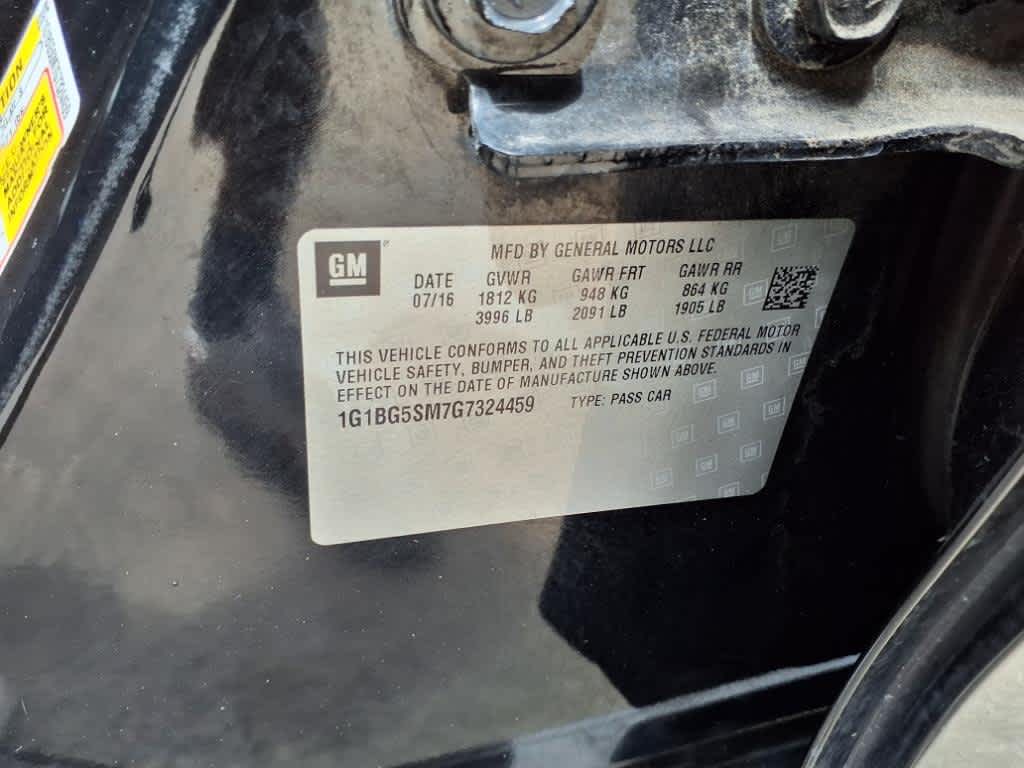 GM
MFD BY GENERAL MOTORS LLC
DATE GVWR GAWR FRT GAWR RR
07/16 1812 KG 948 KG 864 KG
3996 LB 2091 LB 1905 LB
THIS VEHICLE CONFORMS TO ALL APPLICABLE U.S. FEDERAL MOTOR
VEHICLE SAFETY, BUMPER, AND THEFT PREVENTION STANDARDS IN
EFFECT ON THE DATE OF MANUFACTURE SHOWN ABOVE.
1G1BG5SM7G7324459 TYPE: PASS CAR